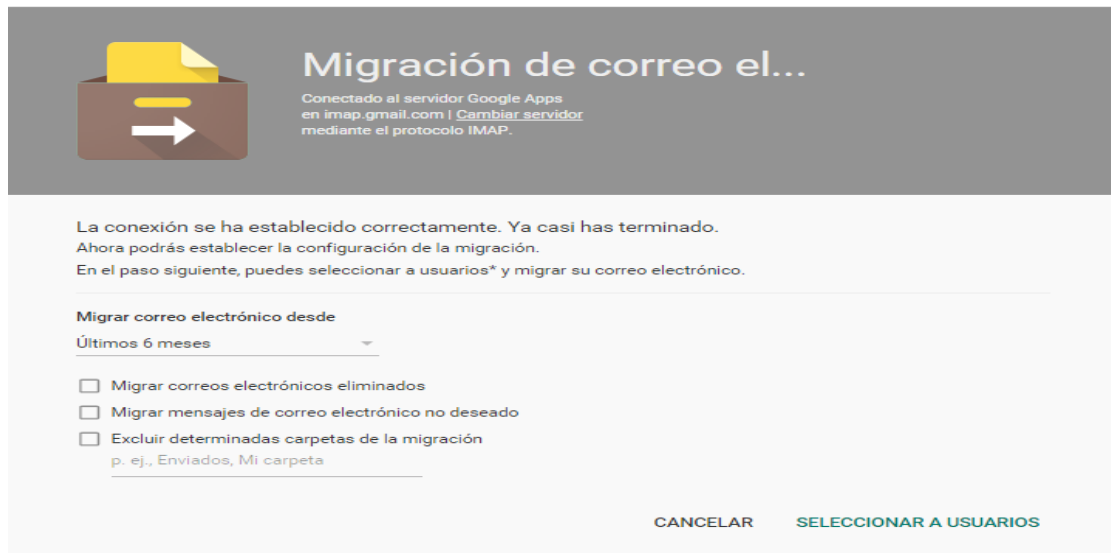 Migración de correo el...
Conectado al servidor Google Apps
en imap.gmail.com | Cambiar servidor
mediante el protocolo IMAP.
La conexión se ha establecido correctamente. Ya casi has terminado.
Ahora podrás establecer la configuración de la migración.
En el paso siguiente, puedes seleccionar a usuarios* y migrar su correo electrónico.
Migrar correo electrónico desde
Últimos 6 meses
Migrar correos electrónicos eliminados
Migrar mensajes de correo electrónico no deseado
Excluir determinadas carpetas de la migración
p. ej., Enviados, Mi carpeta
CANCELAR SELECCIONAR A USUARIOS